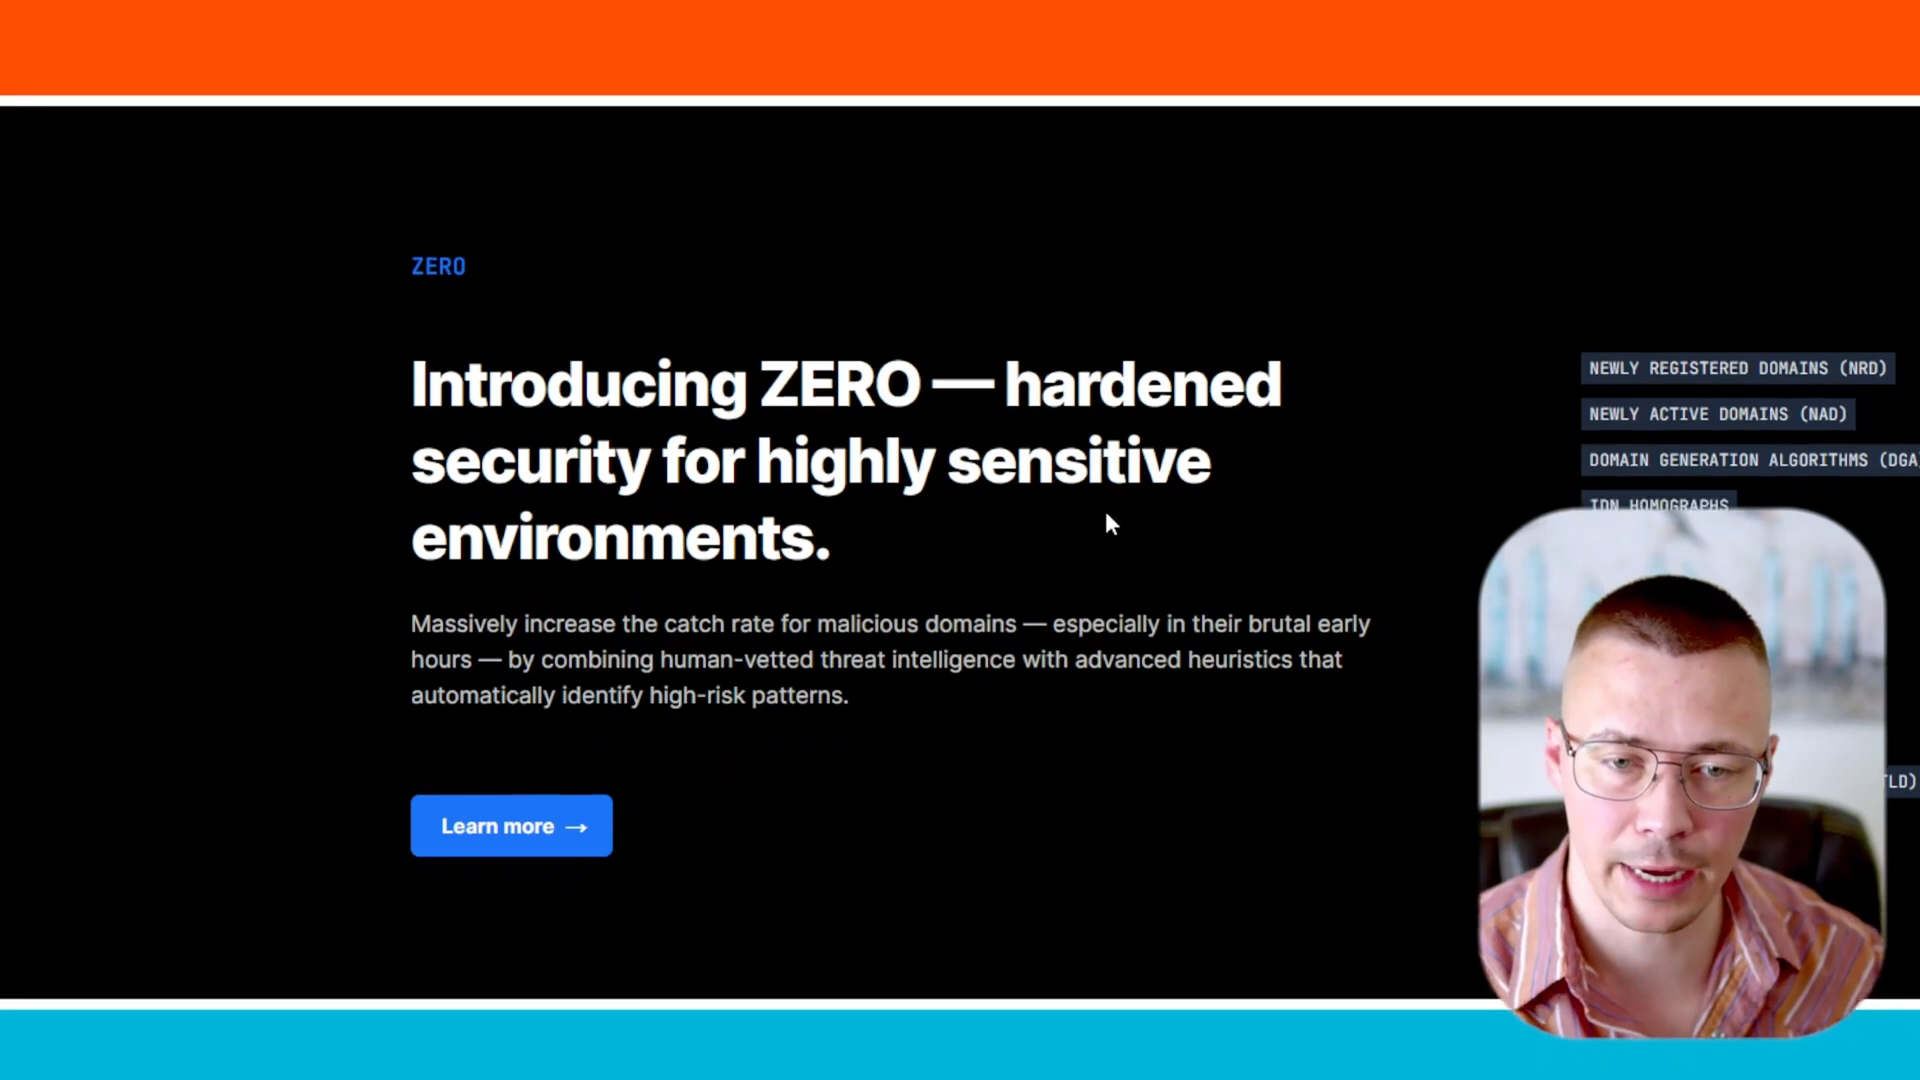 ZERO
Introducing ZERO — hardened
security for highly sensitive
environments.
Massively increase the catch rate for malicious domains — especially in their brutal early
hours — by combining human-vetted threat intelligence with advanced heuristics that
automatically identify high-risk patterns.
Learn more →
NEWLY REGISTERED DOMAINS (NRD)
NEWLY ACTIVE DOMAINS (NAD)
DOMAIN GENERATION ALGORITHMS (DGA)
IDN HOMOGRAPHS